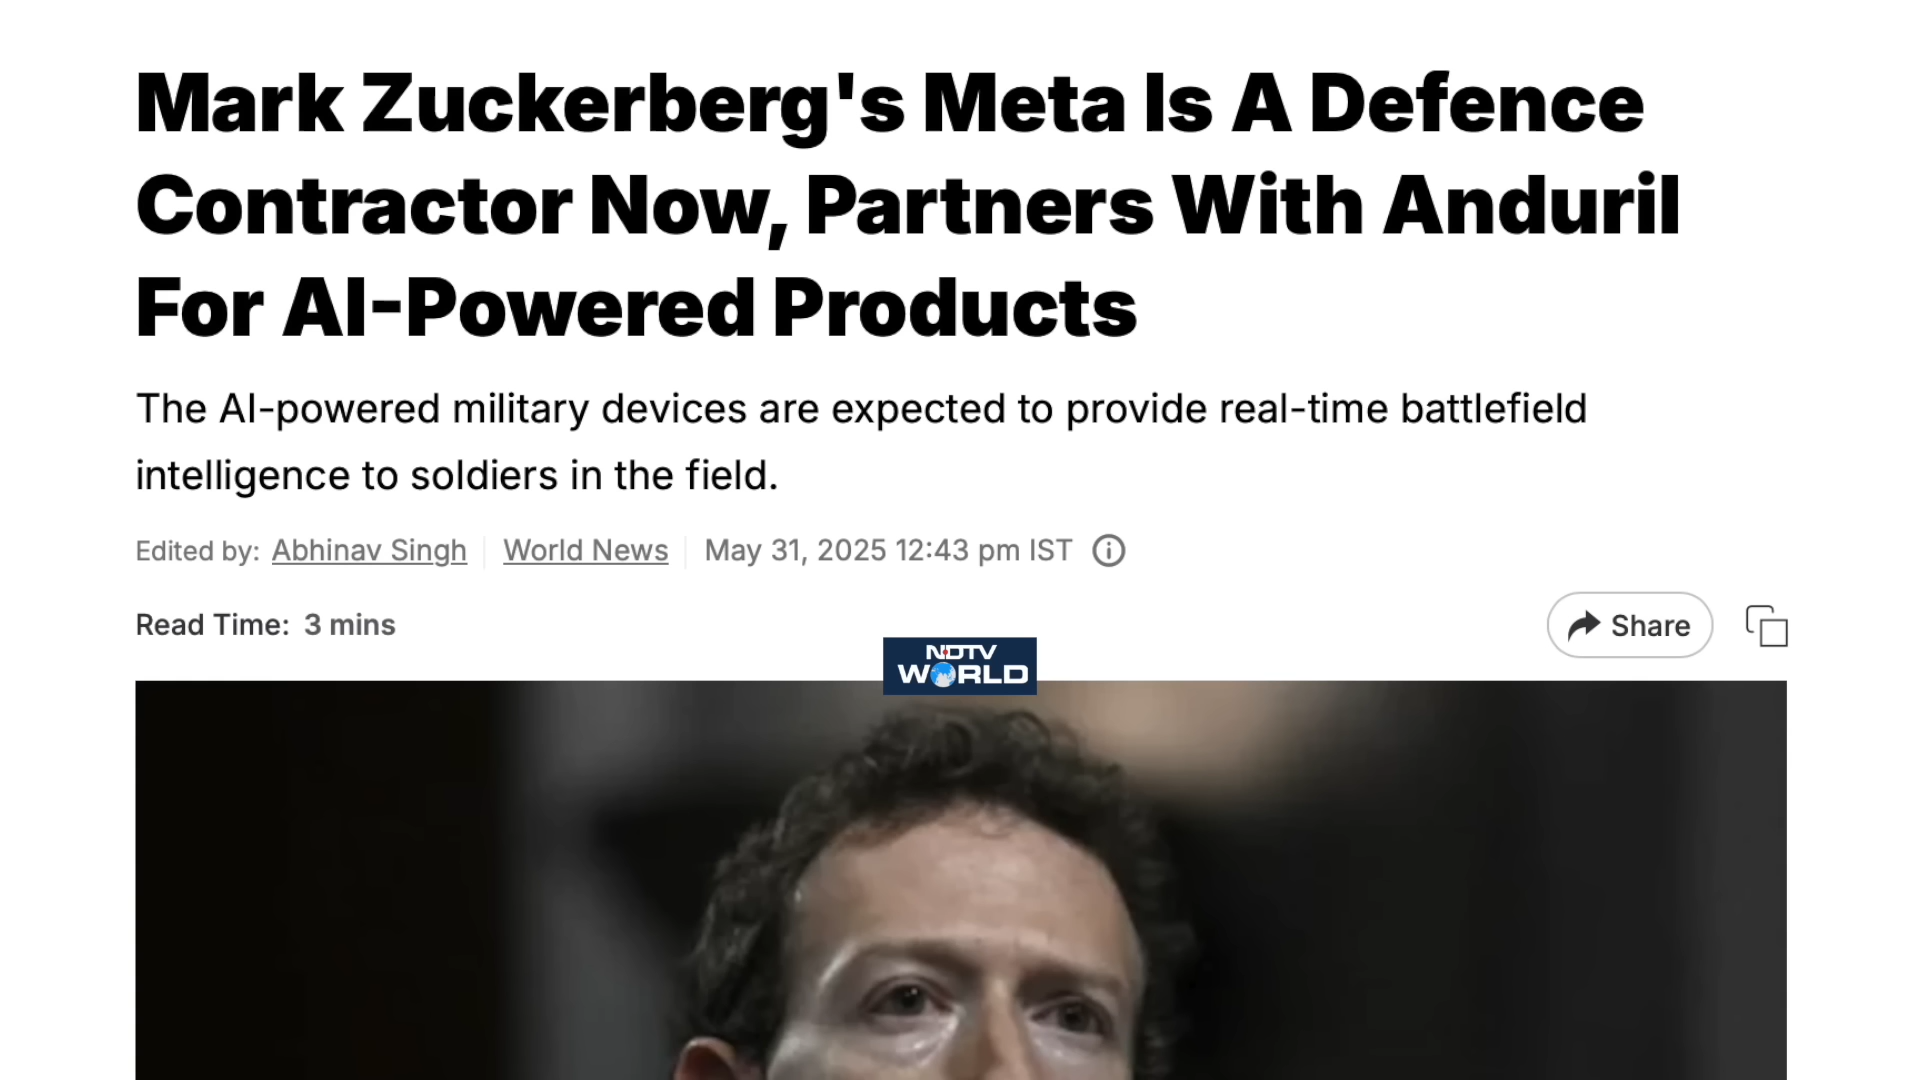 Mark Zuckerberg's Meta Is A Defence
Contractor Now, Partners With Anduril
For AI-Powered Products
The AI-powered military devices are expected to provide real-time battlefield
intelligence to soldiers in the field.
Edited by: Abhinav Singh World News May 31, 2025 12:43 pm IST
Read Time: 3 mins Share
NDTV
WORLD